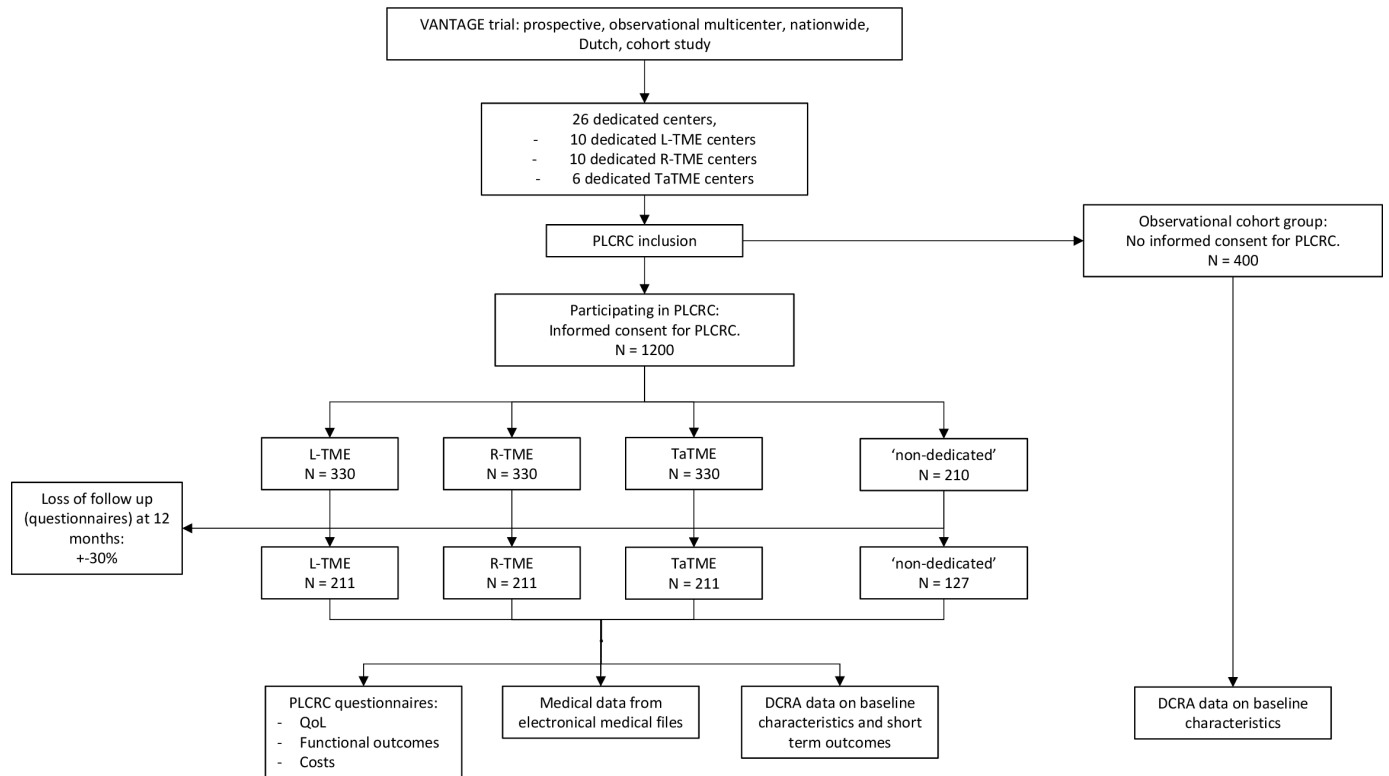 VANTAGE trial: prospective, observational multicenter, nationwide,
Dutch, cohort study
26 dedicated centers,
- 10 dedicated L-TME centers
- 10 dedicated R-TME centers
- 6 dedicated TaTME centers
PLCRC inclusion
Observational cohort group:
No informed consent for PLCRC.
N = 400
Participating in PLCRC:
Informed consent for PLCRC.
N = 1200
L-TME
N = 330
R-TME
N = 330
TaTME
N = 330
‘non-dedicated’
N = 210
Loss of follow up
(questionnaires) at 12
months:
+-30%
L-TME
N = 211
R-TME
N = 211
TaTME
N = 211
‘non-dedicated’
N = 127
PLCRC questionnaires:
- QoL
- Functional outcomes
- Costs
Medical data from
electronical medical files
DCRA data on baseline
characteristics and short
term outcomes
DCRA data on baseline
characteristics